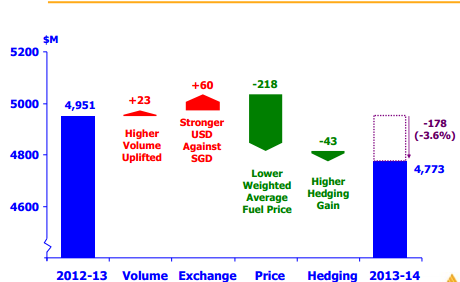 $M
5200
5000
4800
4600
4,951
+23
Higher
Volume
Uplifted
+60
Stronger
USD
Against
SGD
-218
Lower
Weighted
Average
Fuel Price
-43
Higher
Hedging
Gain
-178
(-3.6%)
4,773
2012-13 Volume Exchange Price Hedging 2013-14